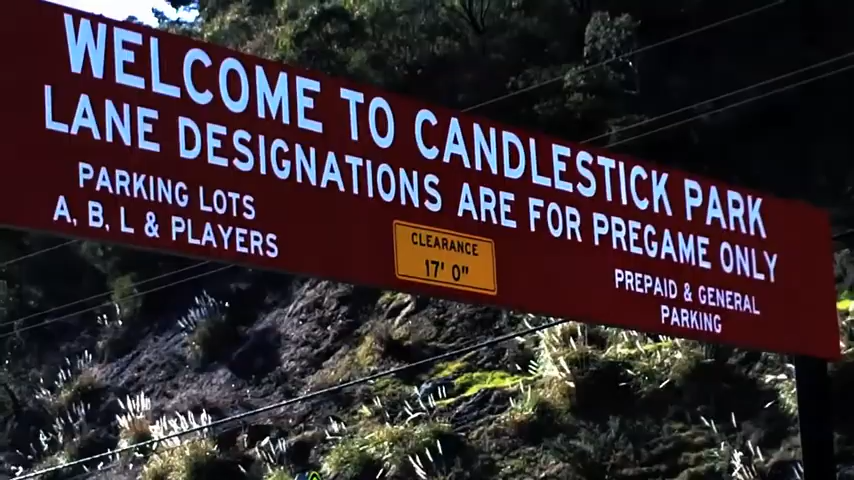 WELCOME TO CANDLESTICK PARK
LANE DESIGNATIONS ARE FOR PREGAME ONLY
PARKING LOTS
A, B, L & PLAYERS
CLEARANCE
17' 0"
PREPAID & GENERAL
PARKING